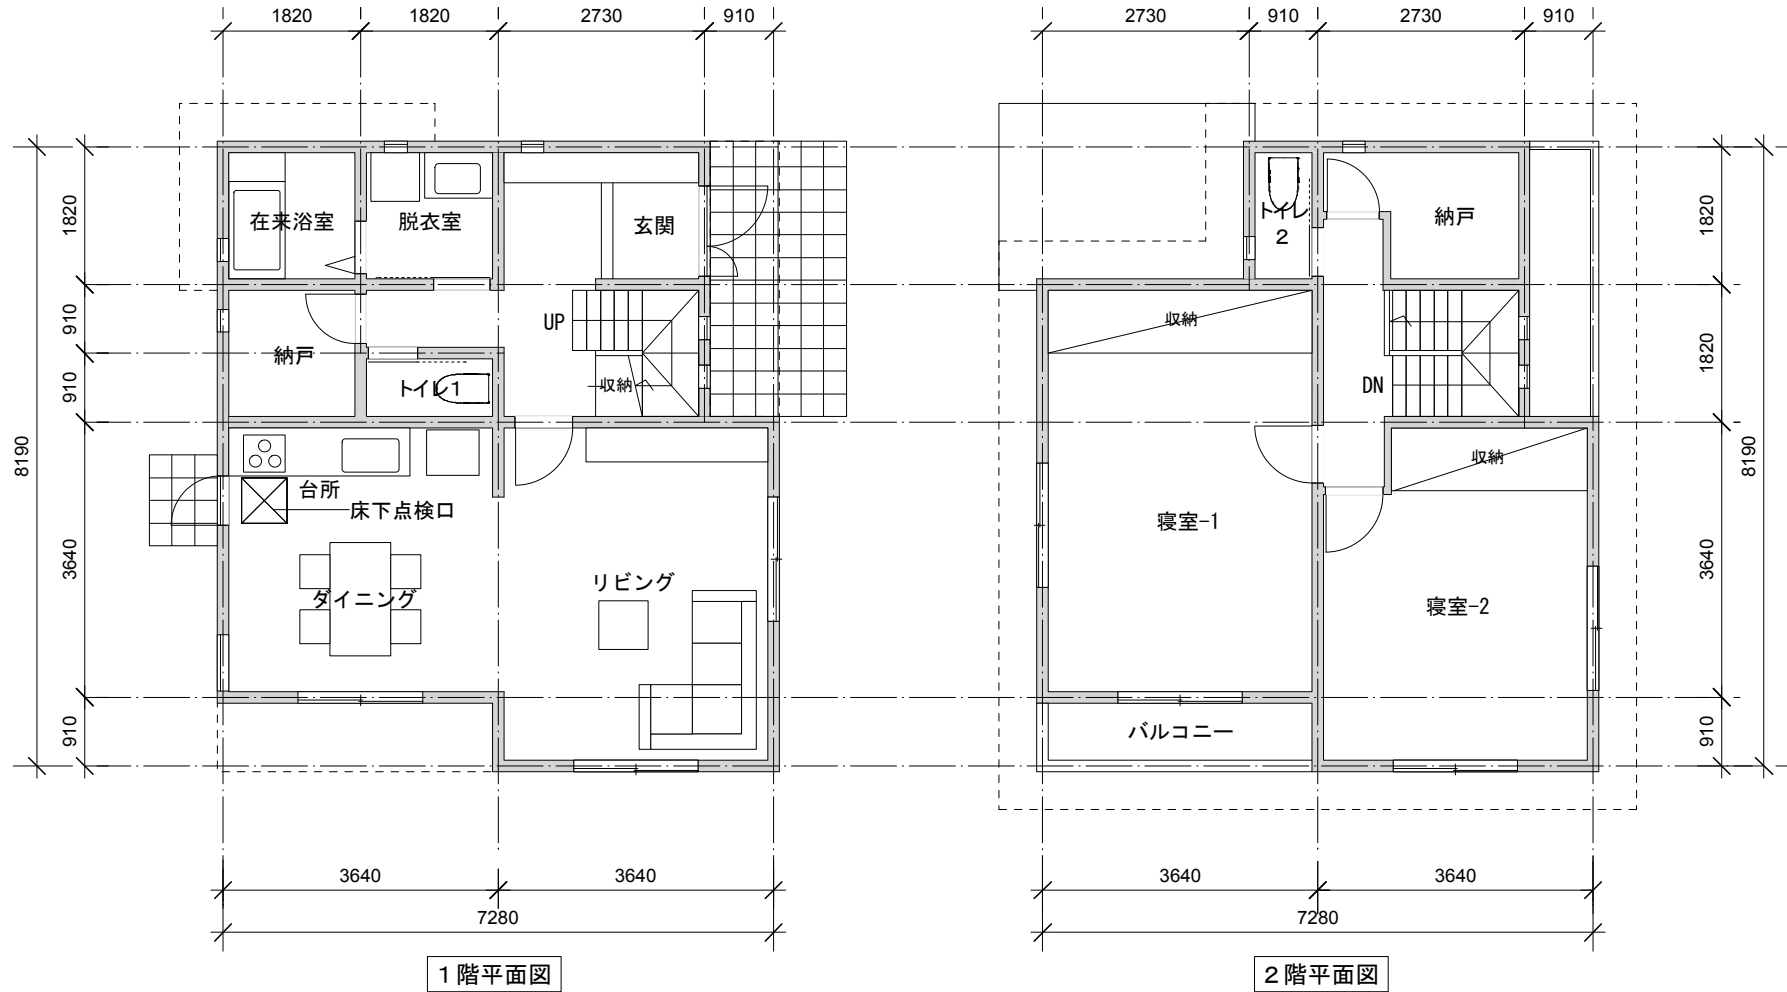 1820
1820
2730
910
2730
910
2730
910
在来浴室
脱衣室
玄関
UP
納戸
トイレ1
収納
台所
床下点検口
ダイニング
リビング
1820
910
910
3640
910
8190
3640
3640
7280
1階平面図
トイレ
2
納戸
収納
DN
収納
寝室-1
寝室-2
バルコニー
1820
1820
3640
910
8190
3640
3640
7280
2階平面図